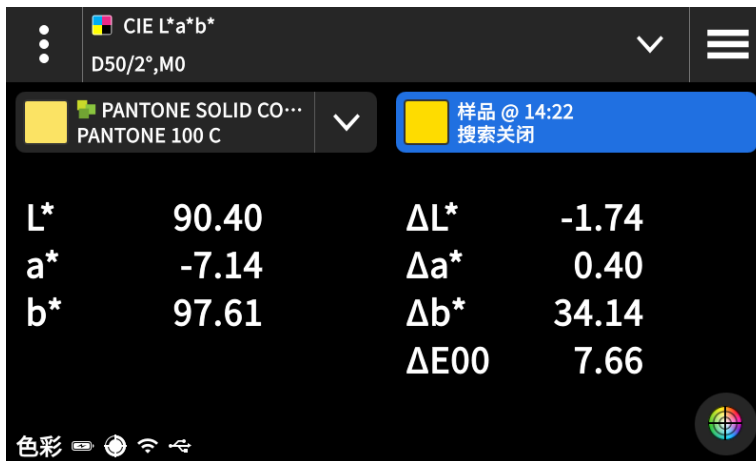 CIE L*a*b*
D50/2°,M0
PANTONE SOLID CO···
PANTONE 100 C
样品 @ 14:22
搜索关闭
L* 90.40
a* -7.14
b* 97.61
ΔL* -1.74
Δa* 0.40
Δb* 34.14
ΔE00 7.66
色彩